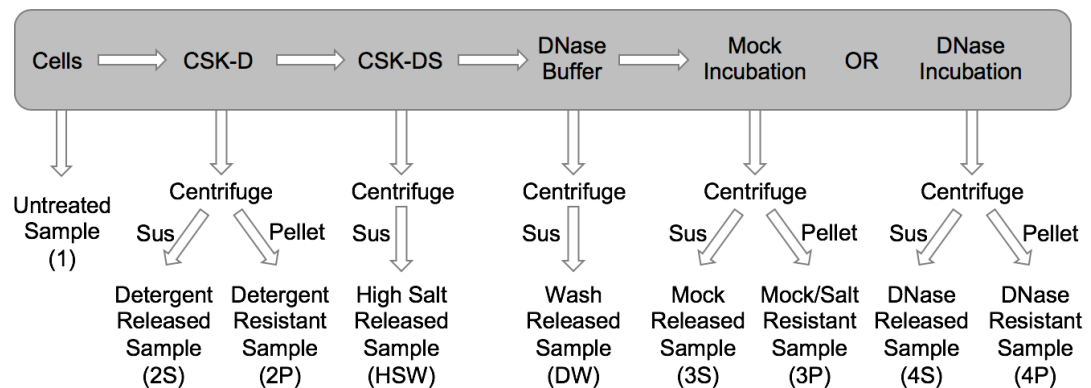 Cells
CSK-D
CSK-DS
DNase
Buffer
Mock
Incubation
OR
DNase
Incubation
Untreated
Sample
(1)
Centrifuge
Sus
Pellet
Detergent
Released
Sample
(2S)
Detergent
Resistant
Sample
(2P)
Centrifuge
Sus
High Salt
Released
Sample
(HSW)
Centrifuge
Sus
Wash
Released
Sample
(DW)
Centrifuge
Sus
Pellet
Mock
Released
Sample
(3S)
Mock/Salt
Resistant
Sample
(3P)
Centrifuge
Sus
Pellet
DNase
Released
Sample
(4S)
DNase
Resistant
Sample
(4P)